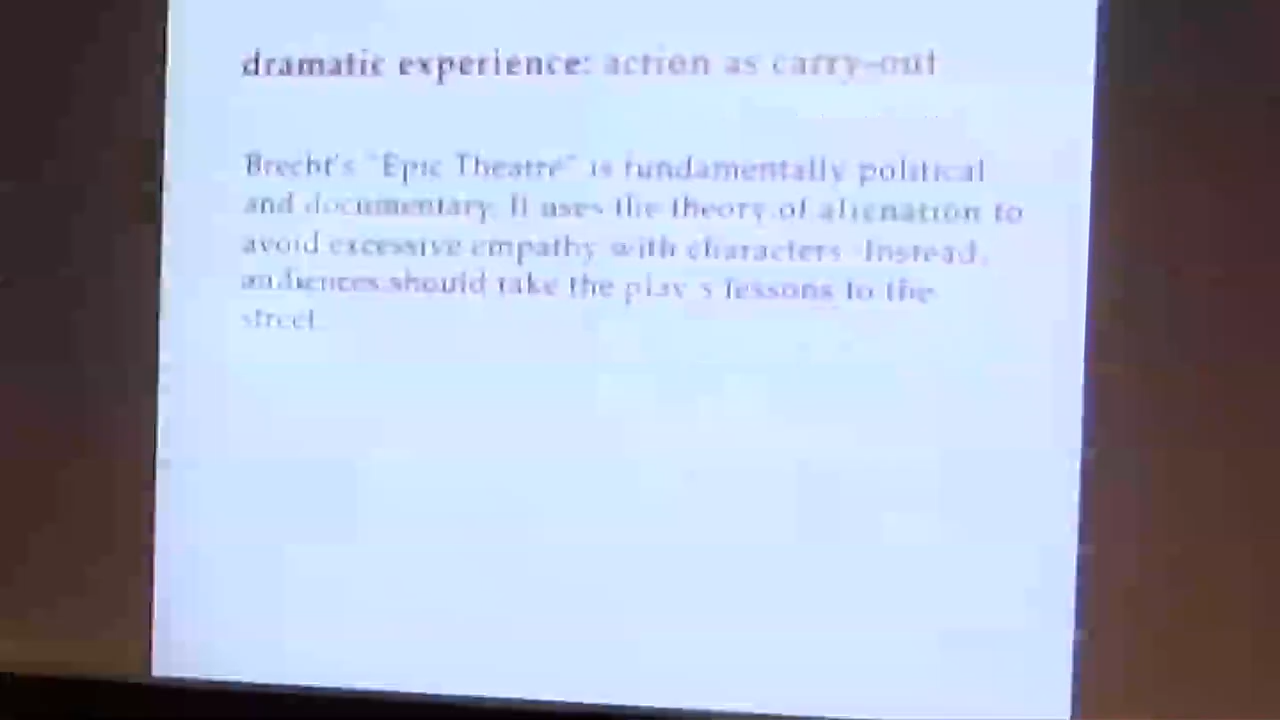 dramatic experience: action as carry-out
Brecht's "Epic Theatre" is fundamentally political
and documentary. It uses the theory of alienation to
avoid excessive empathy with characters. Instead,
audiences should take the play's lessons to the
street.